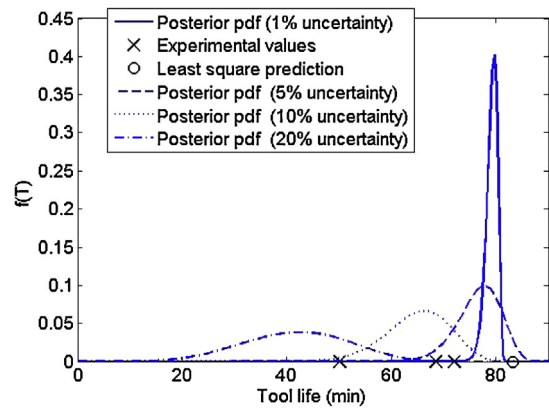 Posterior pdf (1% uncertainty)
Experimental values
Least square prediction
Posterior pdf (5% uncertainty)
Posterior pdf (10% uncertainty)
Posterior pdf (20% uncertainty)
0.45
0.4
0.35
0.3
0.25
0.2
0.15
0.1
0.05
0
f(T)
0 20 40 60 80
Tool life (min)